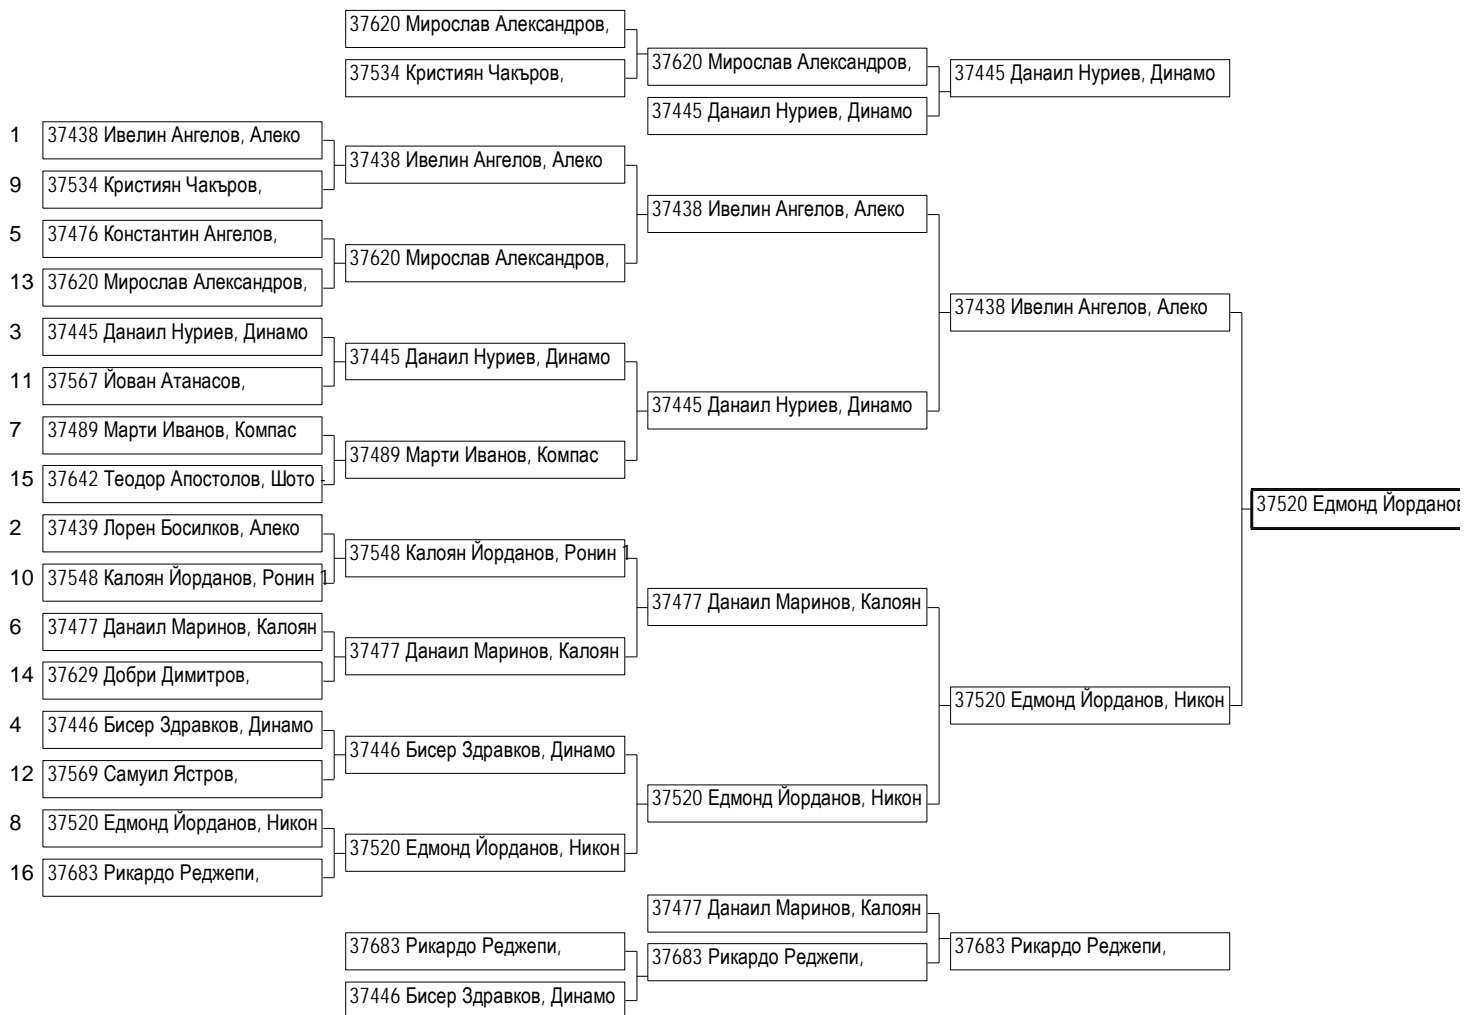 37620 Мирослав Александров,
37534 Кристиян Чакъров,
37620 Мирослав Александров,
37445 Данаил Нуриев, Динамо
37445 Данаил Нуриев, Динамо
1 37438 Ивелин Ангелов, Алеко
9 37534 Кристиян Чакъров,
5 37476 Константин Ангелов,
13 37620 Мирослав Александров,
3 37445 Данаил Нуриев, Динамо
11 37567 Йован Атанасов,
7 37489 Марти Иванов, Компас
15 37642 Теодор Апостолов, Шото -
2 37439 Лорен Босилков, Алеко
10 37548 Калоян Йорданов, Ронин 1
6 37477 Данаил Маринов, Калоян
14 37629 Добри Димитров,
4 37446 Бисер Здравков, Динамо
12 37569 Самуил Ястров,
8 37520 Едмонд Йорданов, Никон
16 37683 Рикардо Реджепи,
37438 Ивелин Ангелов, Алеко
37620 Мирослав Александров,
37445 Данаил Нуриев, Динамо
37489 Марти Иванов, Компас
37548 Калоян Йорданов, Ронин 1
37477 Данаил Маринов, Калоян
37446 Бисер Здравков, Динамо
37520 Едмонд Йорданов, Никон
37438 Ивелин Ангелов, Алеко
37445 Данаил Нуриев, Динамо
37477 Данаил Маринов, Калоян
37520 Едмонд Йорданов, Никон
37438 Ивелин Ангелов, Алеко
37520 Едмонд Йорданов, Никон
37520 Едмонд Йорданов
37683 Рикардо Реджепи,
37446 Бисер Здравков, Динамо
37477 Данаил Маринов, Калоян
37683 Рикардо Реджепи,
37683 Рикардо Реджепи,